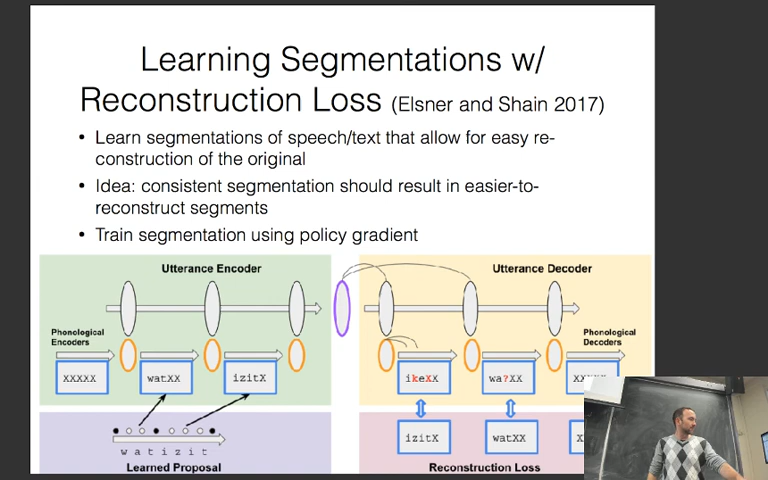 Learning Segmentations w/
Reconstruction Loss (Elsner and Shain 2017)
• Learn segmentations of speech/text that allow for easy re-
construction of the original
• Idea: consistent segmentation should result in easier-to-
reconstruct segments
• Train segmentation using policy gradient
Utterance Encoder
Utterance Decoder
Phonological
Encoders
Phonological
Decoders
XXXXX
watXX
izitX
ikeXX
wa?XX
w a t i z i t
izitX
watXX
X
Learned Proposal
Reconstruction Loss